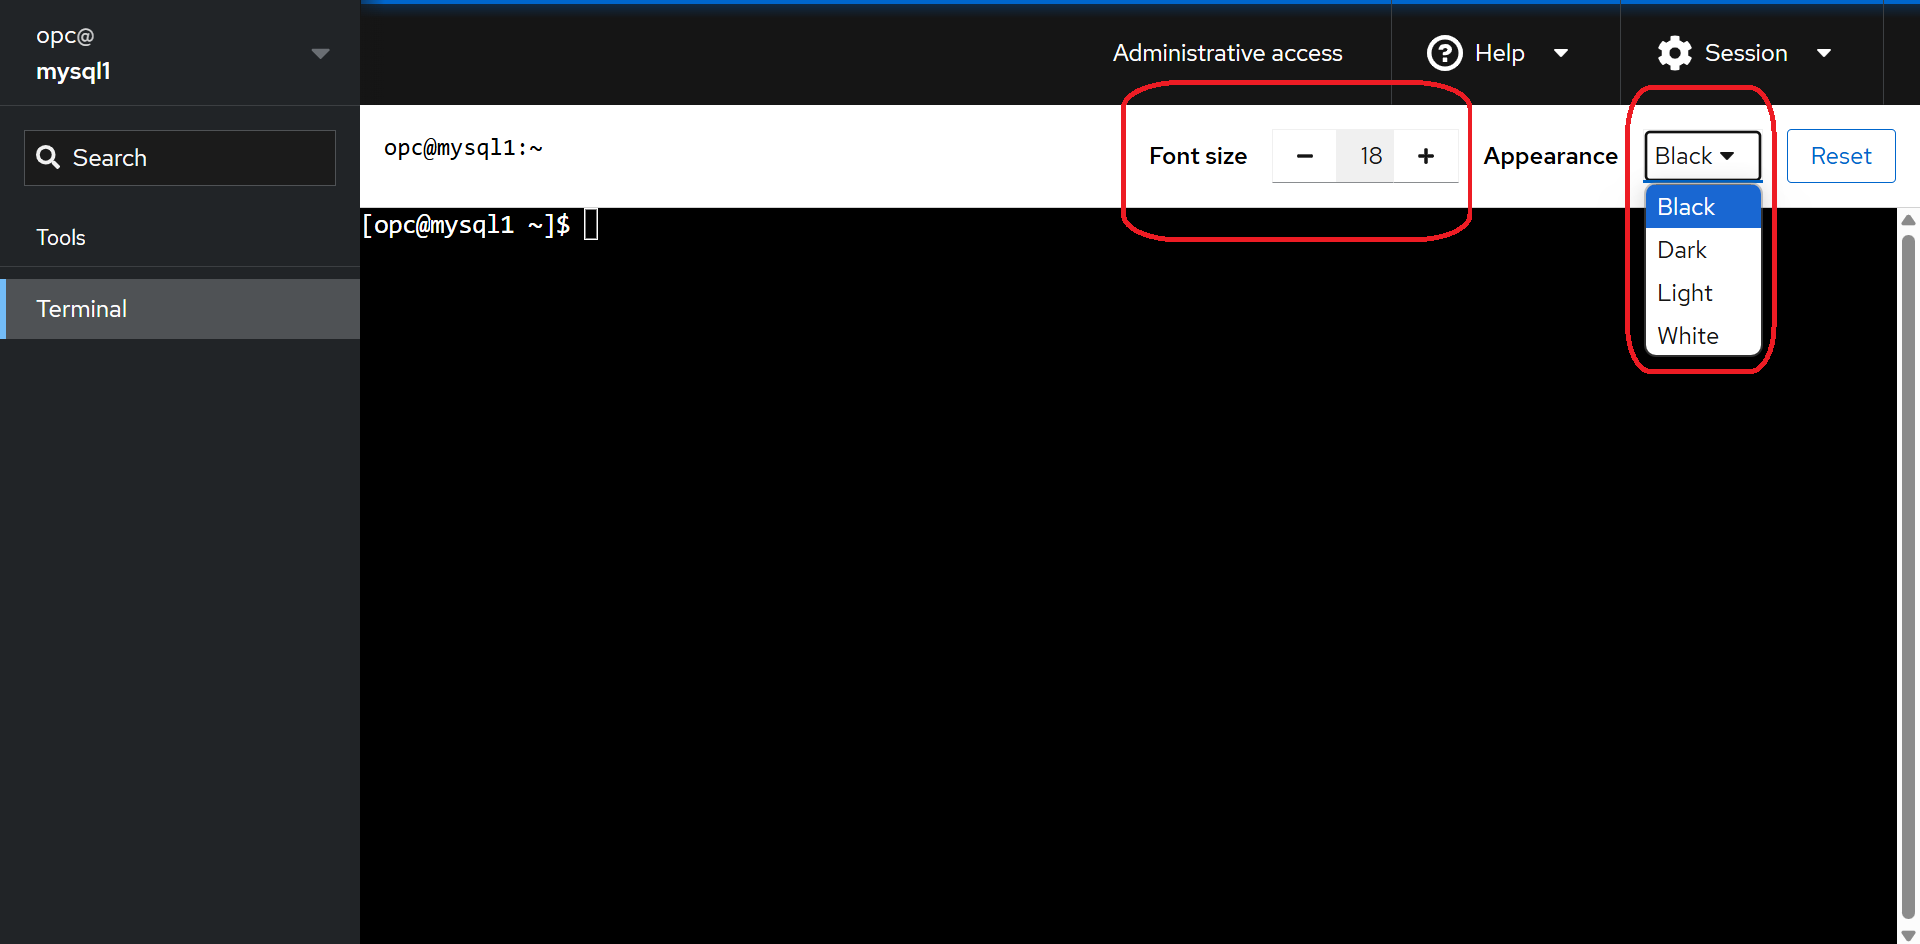 opc@
mysql1
Administrative access
Help
Session
Search
opc@mysql1:~
Font size
−
18
+
Appearance
Black
Reset
Black
Dark
Light
White
[opc@mysql1 ~]$
Tools
Terminal